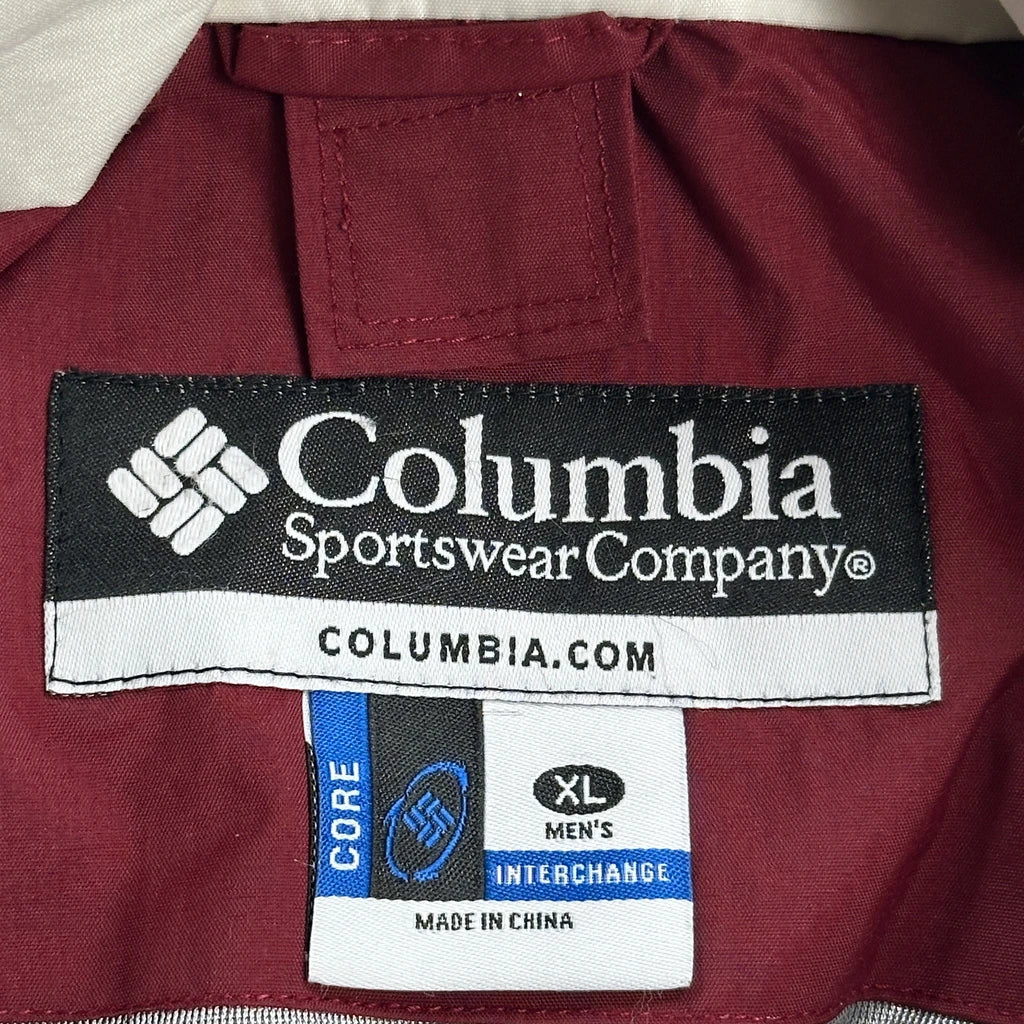 Columbia
Sportswear Company®
COLUMBIA.COM
CORE
XL
MEN'S
INTERCHANGE
MADE IN CHINA